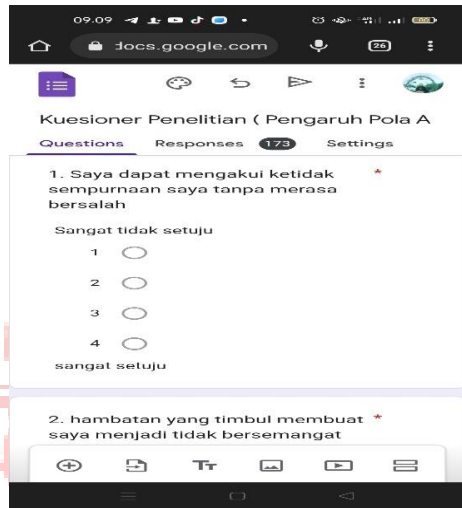 09.09
docs.google.com
26
Kuesioner Penelitian ( Pengaruh Pola A
Questions Responses 173 Settings
1. Saya dapat mengakui ketidak *
sempurnaan saya tanpa merasa
bersalah
Sangat tidak setuju
1
2
3
4
sangat setuju
2. hambatan yang timbul membuat *
saya menjadi tidak bersemangat
Tт